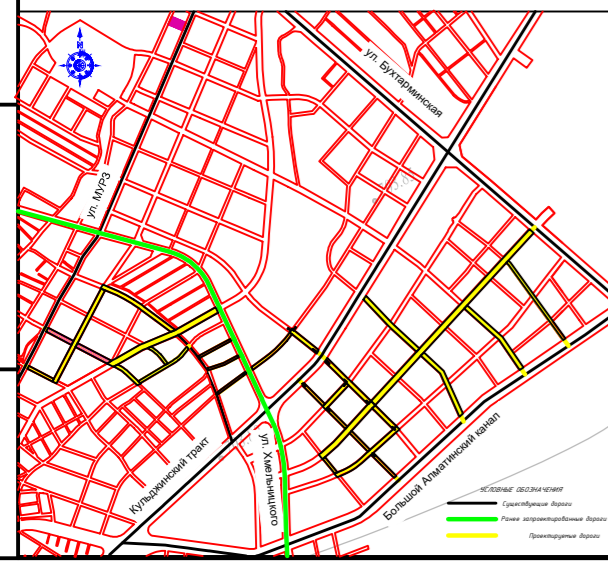 N
ул. Бухтарминская
ул. МУРЗ
Кульджинский тракт
ул. Хмельницкого
Большой Алматинский канал
УСЛОВНЫЕ ОБОЗНАЧЕНИЯ
Существующие дороги
Ранее запроектированные дороги
Проектируемые дороги